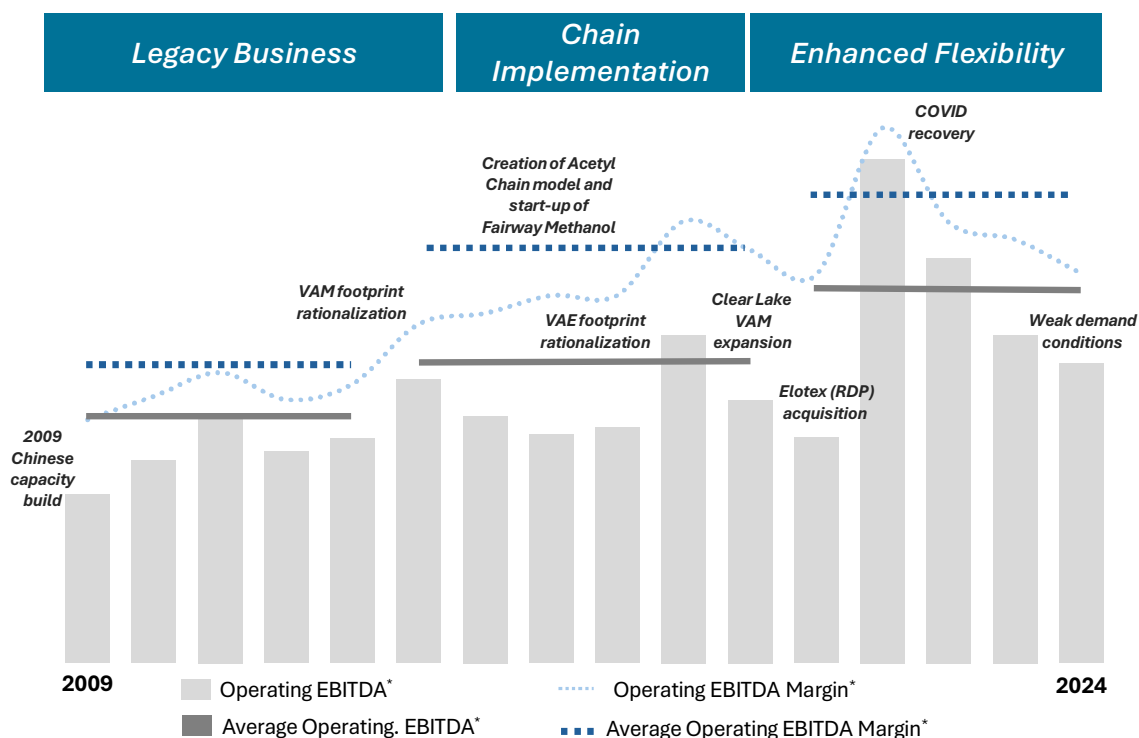 Legacy Business
Chain
Implementation
Enhanced Flexibility
COVID
recovery
Creation of Acetyl
Chain model and
start-up of
Fairway Methanol
VAM footprint
rationalization
VAE footprint
rationalization
Clear Lake
VAM
expansion
Weak demand
conditions
Elotex (RDP)
acquisition
2009
Chinese
capacity
build
2009
2024
Operating EBITDA*
Operating EBITDA Margin*
Average Operating. EBITDA*
Average Operating EBITDA Margin*